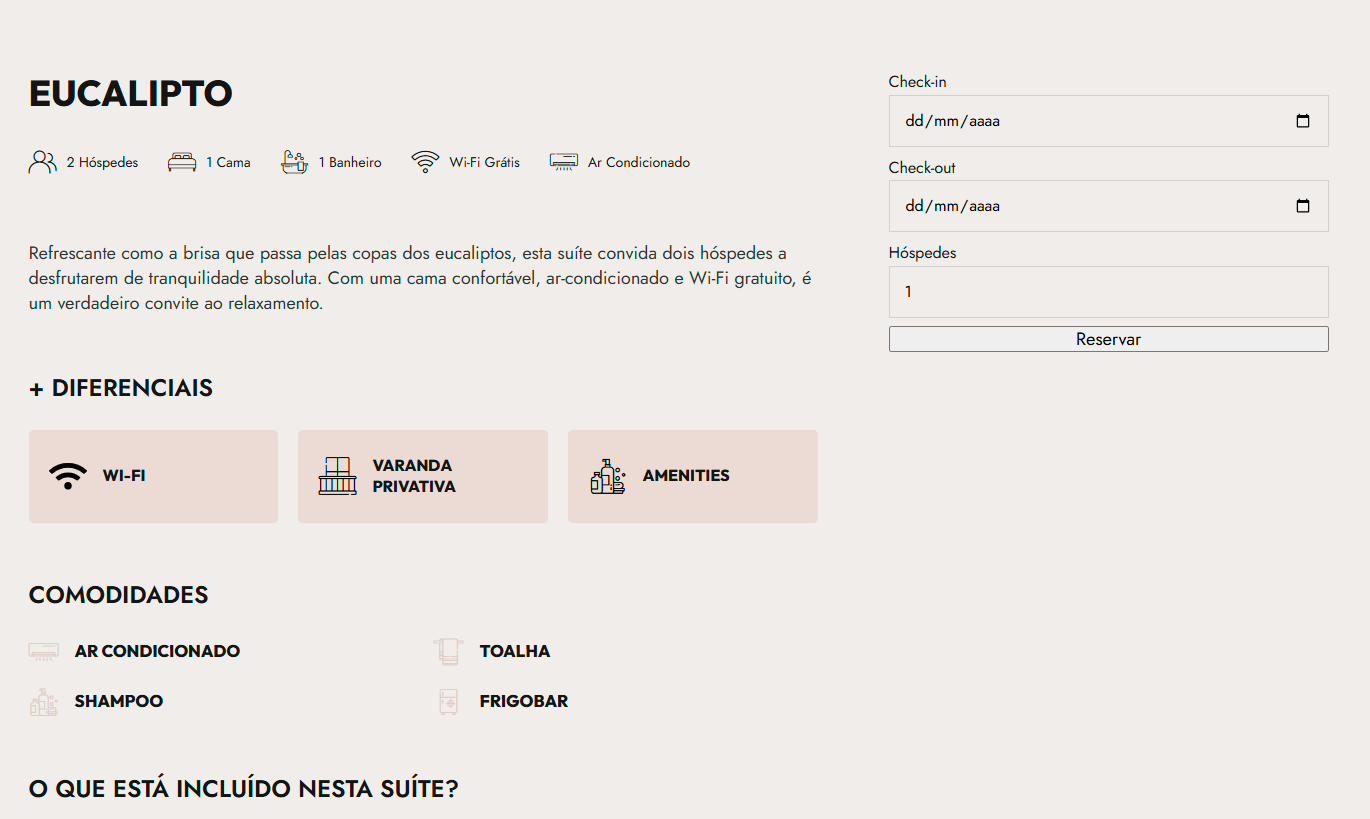 EUCALIPTO
2 Hóspedes
1 Cama
1 Banheiro
Wi-Fi Grátis
Ar Condicionado
Refrescante como a brisa que passa pelas copas dos eucaliptos, esta suíte convida dois hóspedes a
desfrutarem de tranquilidade absoluta. Com uma cama confortável, ar-condicionado e Wi-Fi gratuito, é
um verdadeiro convite ao relaxamento.
+ DIFERENCIAIS
WI-FI
VARANDA
PRIVATIVA
AMENITIES
COMODIDADES
AR CONDICIONADO
TOALHA
SHAMPOO
FRIGOBAR
O QUE ESTÁ INCLUÍDO NESTA SUÍTE?
Check-in
dd/mm/aaaa
Check-out
dd/mm/aaaa
Hóspedes
1
Reservar